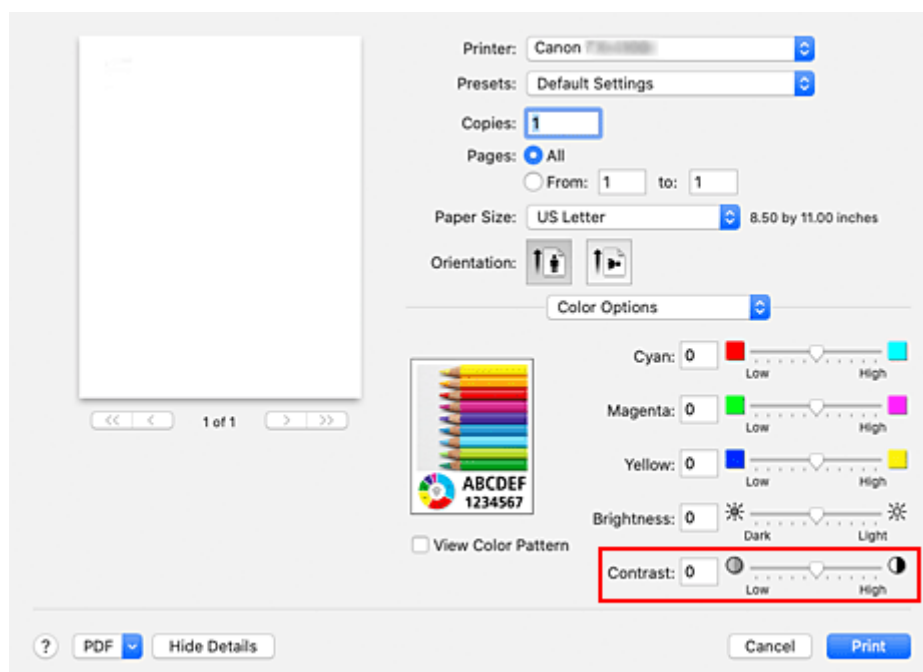 Printer: Canon
Presets: Default Settings
Copies: 1
Pages: All
From: 1 to: 1
Paper Size: US Letter 8.50 by 11.00 inches
Orientation:
Color Options
Cyan: 0
Low High
Magenta: 0
Low High
Yellow: 0
Low High
Brightness: 0
Dark Light
Contrast: 0
Low High
1 of 1
ABCDEF
1234567
View Color Pattern
? PDF Hide Details Cancel Print